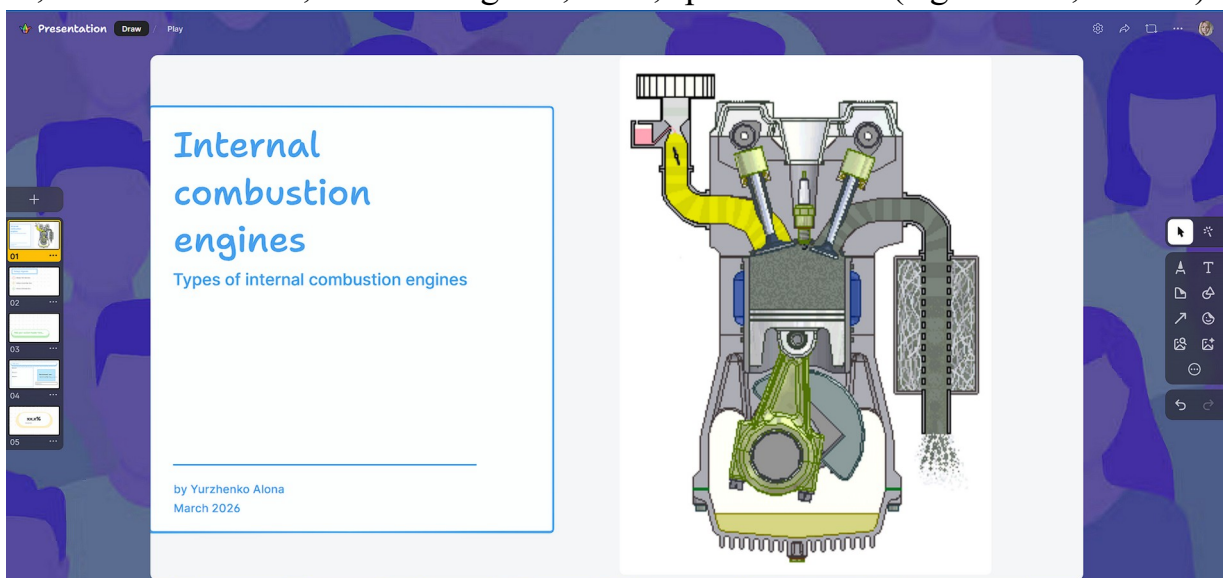 Presentation Draw / Play
Internal
combustion
engines
Types of internal combustion engines
by Yurzhenko Alona
March 2026
01
02
03
04
xx,x%
05
T